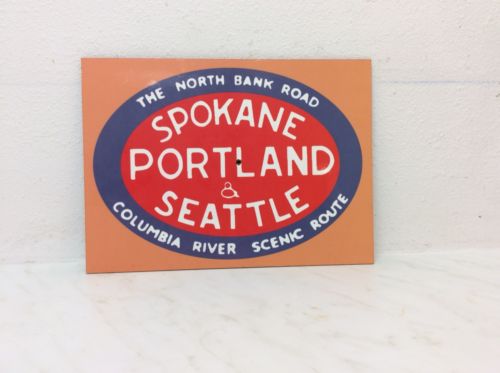 THE NORTH BANK ROAD
SPOKANE
PORTLAND
&
SEATTLE
COLUMBIA RIVER SCENIC ROUTE